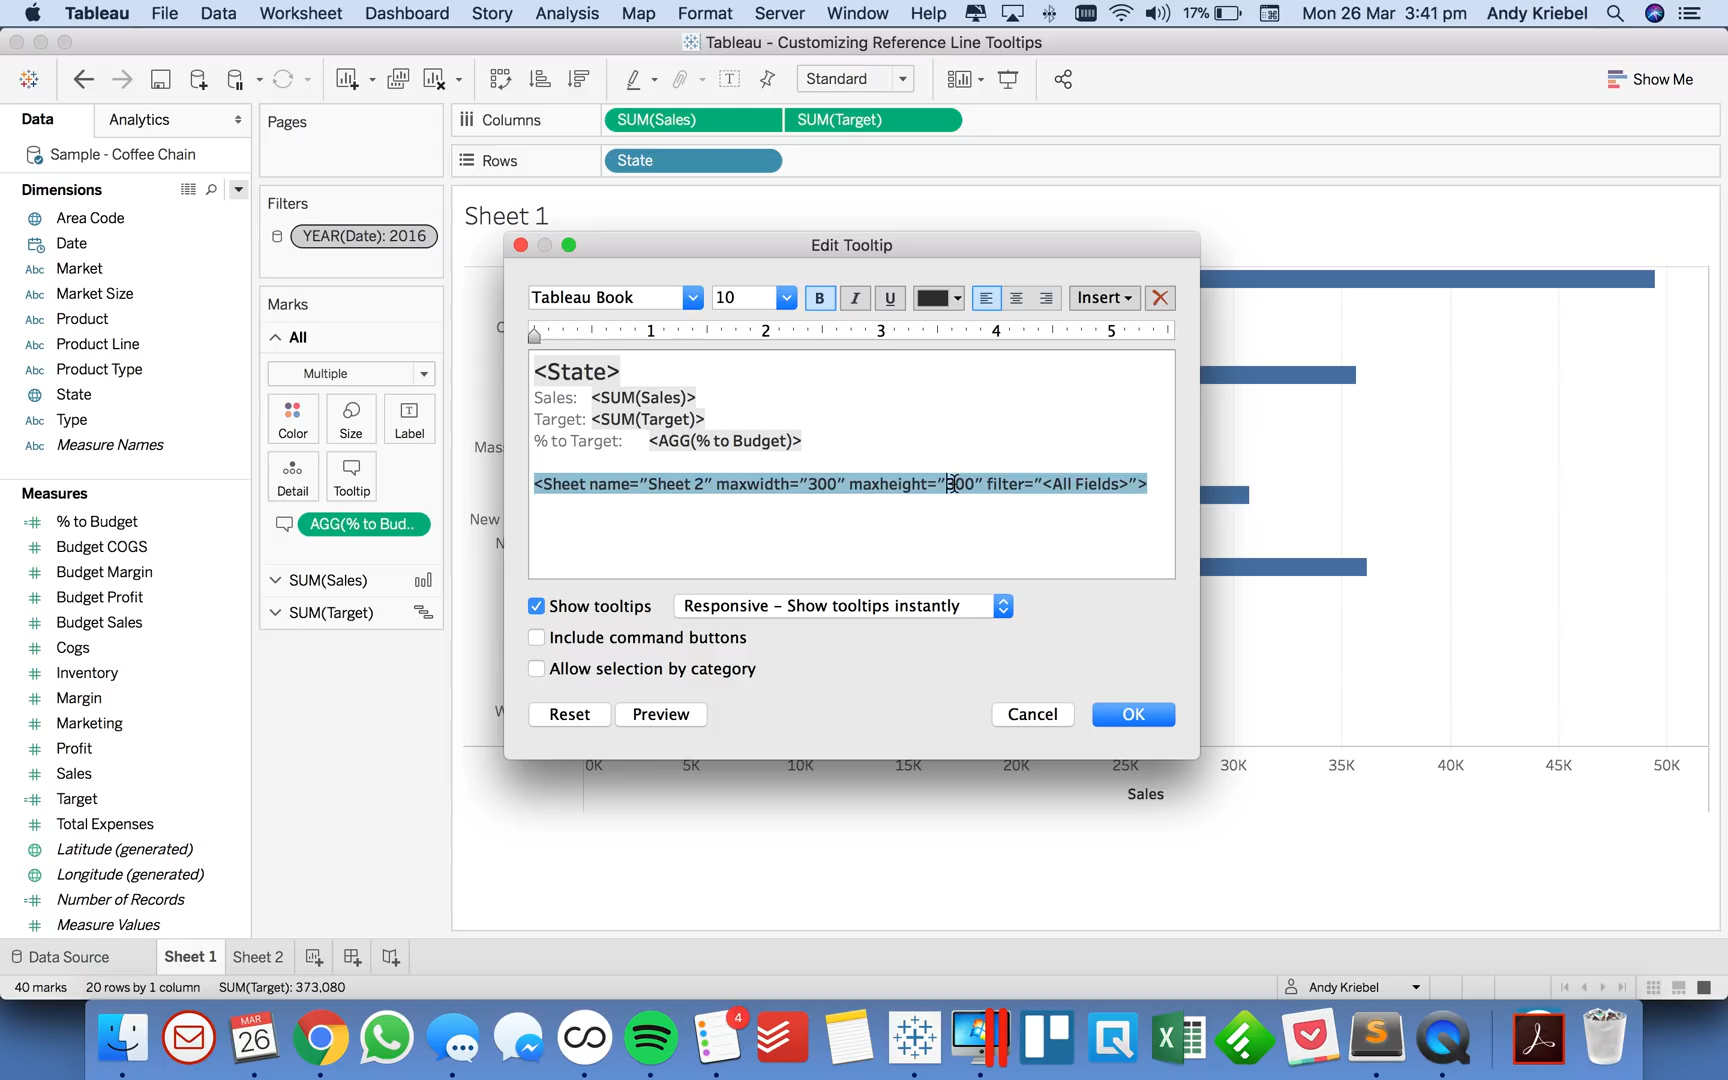 Tableau File Data Worksheet Dashboard Story Analysis Map Format Server Window Help 17% Mon 26 Mar 3:41 pm Andy Kriebel
Tableau - Customizing Reference Line Tooltips
Standard
Show Me
Data Analytics
Sample - Coffee Chain
Dimensions
Area Code
Date
Abc Market
Abc Market Size
Abc Product
Abc Product Line
Abc Product Type
State
Abc Type
Abc Measure Names
Measures
% to Budget
Budget COGS
Budget Margin
Budget Profit
Budget Sales
Cogs
Inventory
Margin
Marketing
Profit
Sales
Target
Total Expenses
Latitude (generated)
Longitude (generated)
Number of Records
Measure Values
Pages
Filters
YEAR(Date): 2016
Marks
All
Multiple
Color Size Label
Detail Tooltip
AGG(% to Bud..
SUM(Sales)
SUM(Target)
Columns SUM(Sales) SUM(Target)
Rows State
Sheet 1
C
Mas
New
N
W
Edit Tooltip
Tableau Book 10 B I U Insert
1 2 3 4 5
<State>
Sales: <SUM(Sales)>
Target: <SUM(Target)>
% to Target: <AGG(% to Budget)>
<Sheet name="Sheet 2" maxwidth="300" maxheight="300" filter="<All Fields>">
Show tooltips Responsive – Show tooltips instantly
Include command buttons
Allow selection by category
Reset Preview Cancel OK
0K 5K 10K 15K 20K 25K 30K 35K 40K 45K 50K
Sales
Data Source Sheet 1 Sheet 2
40 marks 20 rows by 1 column SUM(Target): 373,080 Andy Kriebel
MAR
26
4